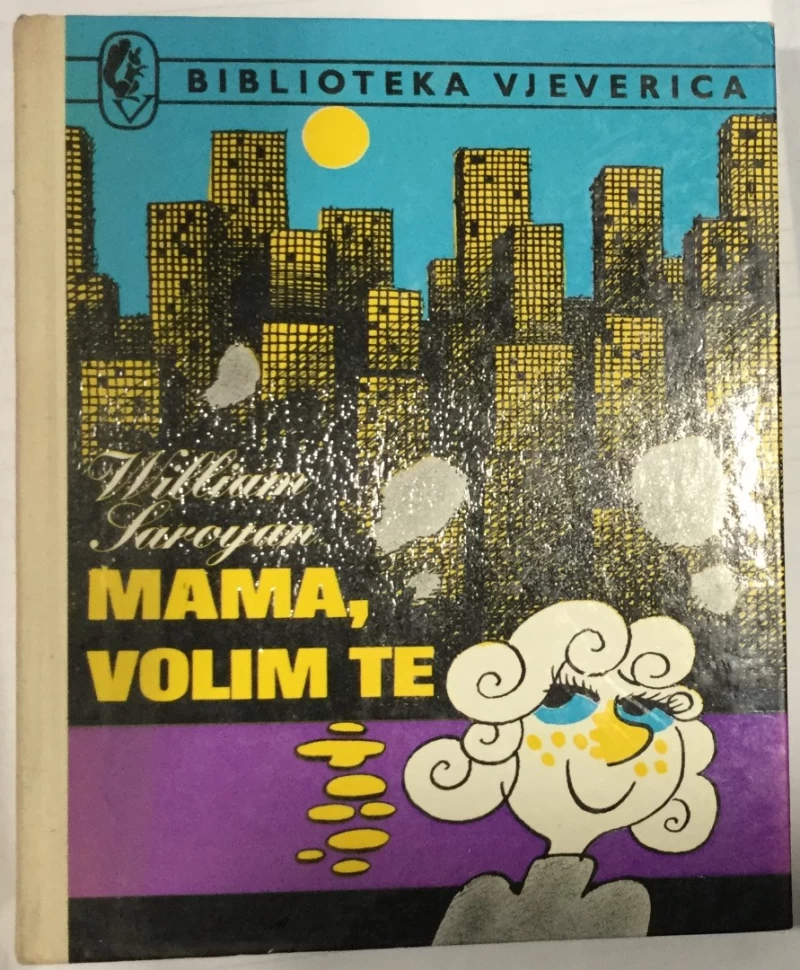 BIBLIOTEKA VJEVERICA
William
Saroyan
MAMA,
VOLIM TE